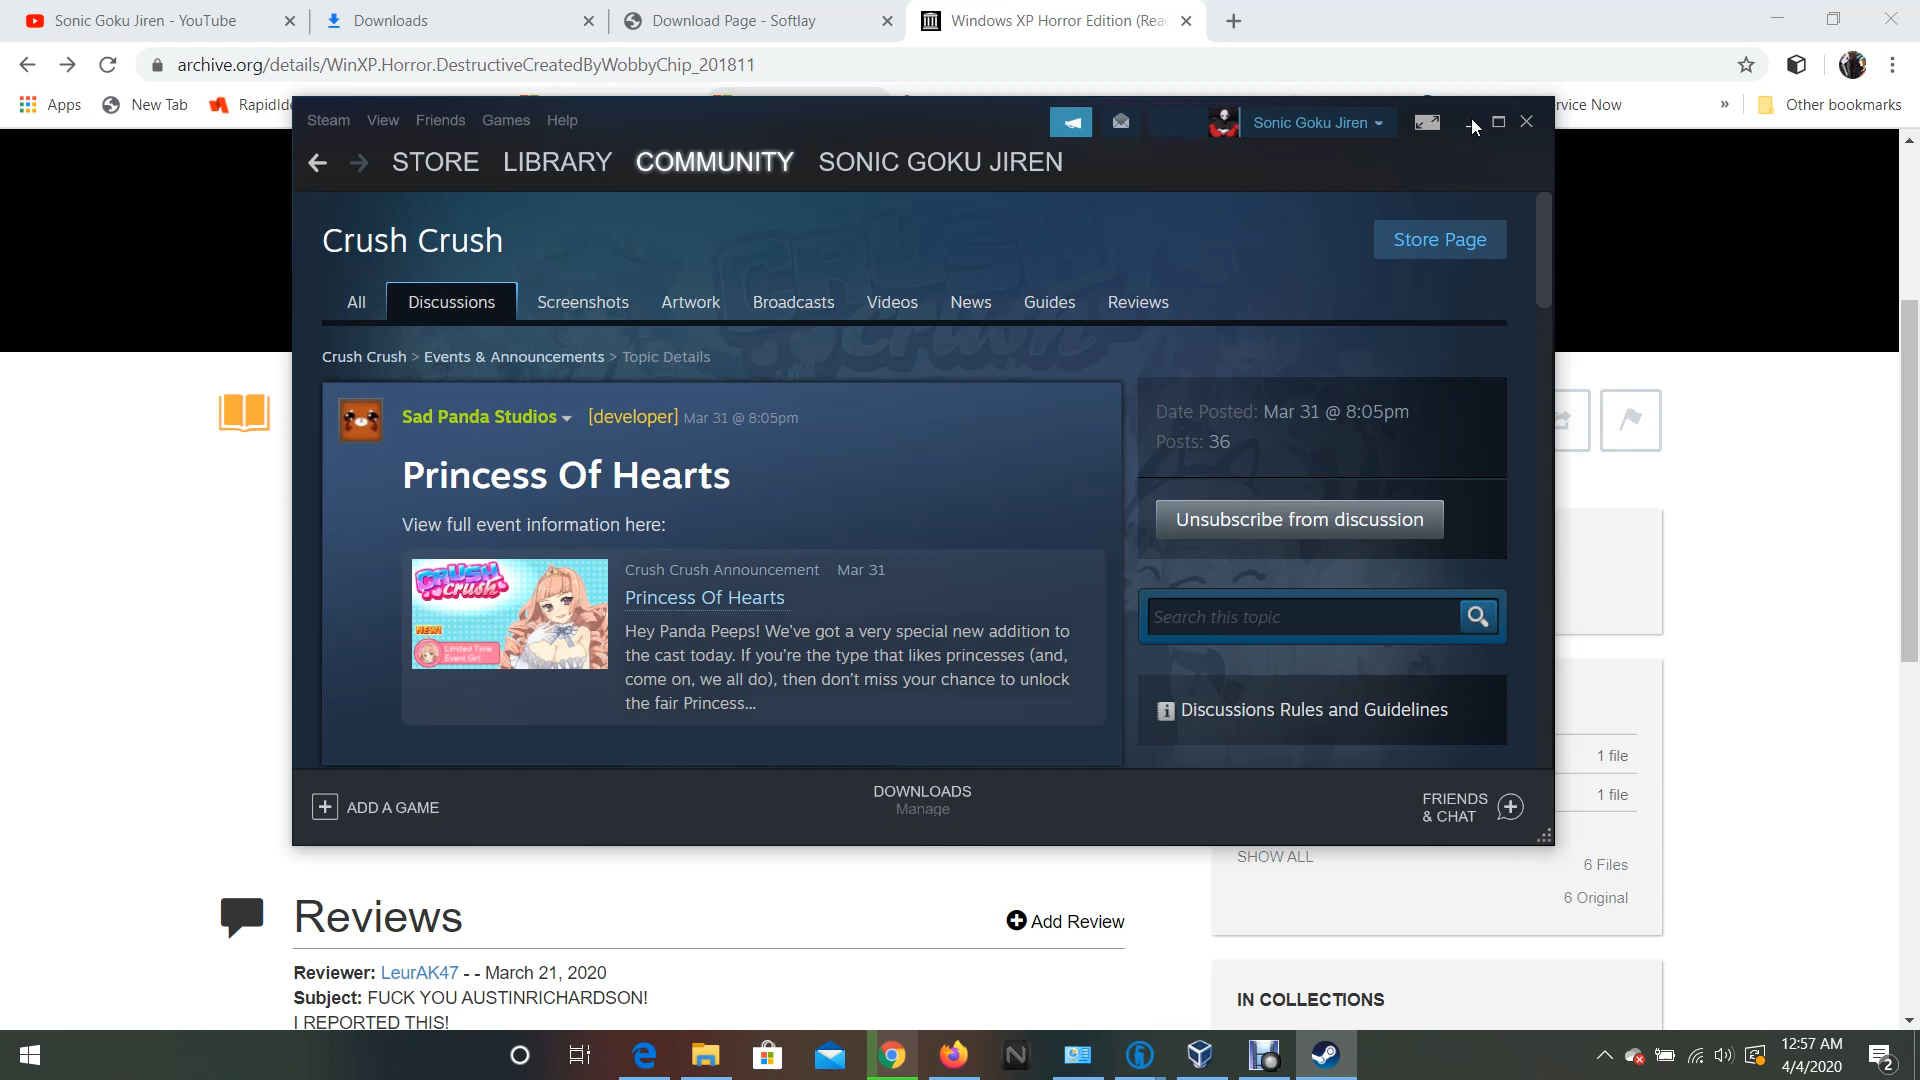 Sonic Goku Jiren - YouTube
Downloads
Download Page - Softlay
Windows XP Horror Edition (Rea
archive.org/details/WinXP.Horror.DestructiveCreatedByWobbyChip_201811
Apps
New Tab
RapidIde
rvice Now
»
Other bookmarks
Steam View Friends Games Help
Sonic Goku Jiren
STORE LIBRARY COMMUNITY SONIC GOKU JIREN
Crush Crush
Store Page
All Discussions Screenshots Artwork Broadcasts Videos News Guides Reviews
Crush Crush > Events & Announcements > Topic Details
Sad Panda Studios [developer] Mar 31 @ 8:05pm
Princess Of Hearts
View full event information here:
CRUSH Crush
NEW!
Limited Time
Event Girl
Crush Crush Announcement Mar 31
Princess Of Hearts
Hey Panda Peeps! We've got a very special new addition to
the cast today. If you're the type that likes princesses (and,
come on, we all do), then don't miss your chance to unlock
the fair Princess...
Date Posted: Mar 31 @ 8:05pm
Posts: 36
Unsubscribe from discussion
Search this topic
Discussions Rules and Guidelines
ADD A GAME
DOWNLOADS
Manage
FRIENDS
& CHAT
1 file
1 file
SHOW ALL
6 Files
6 Original
Reviews
Add Review
Reviewer: LeurAK47 - - March 21, 2020
Subject: FUCK YOU AUSTINRICHARDSON!
I REPORTED THIS!
IN COLLECTIONS
12:57 AM
4/4/2020
2